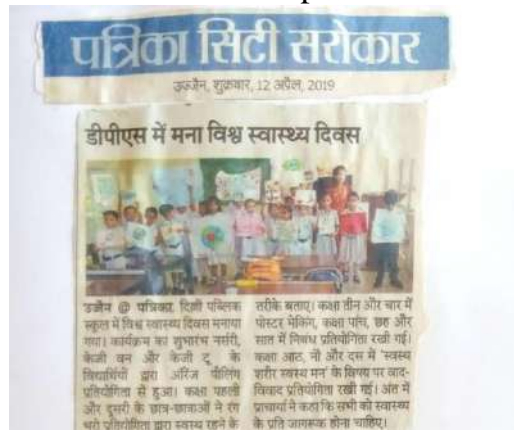 पत्रिका सिटी सरोकार
उज्जैन, शुक्रवार, 12 अप्रैल, 2019
डीपीएस में मना विश्व स्वास्थ्य दिवस
उज्जैन @ पत्रिका. दिल्ली पब्लिक
स्कूल में विश्व स्वास्थ्य दिवस मनाया
गया। कार्यक्रम का शुभारंभ नर्सरी,
केजी वन और केजी टू के
विद्यार्थियों द्वारा ऑरेंज पीलिंग
प्रतियोगिता से हुआ। कक्षा पहली
और दूसरी के छात्र-छात्राओं ने रंग
भरो प्रतियोगिता द्वारा स्वस्थ रहने के
तरीके बताए। कक्षा तीन और चार में
पोस्टर मेकिंग, कक्षा पांच, छह और
सात में निबंध प्रतियोगिता रखी गई।
कक्षा आठ, नौ और दस में 'स्वस्थ
शरीर स्वस्थ मन' के विषय पर वाद-
विवाद प्रतियोगिता रखी गई। अंत में
प्राचार्या ने कहा कि सभी को स्वास्थ्य
के प्रति जागरूक होना चाहिए।